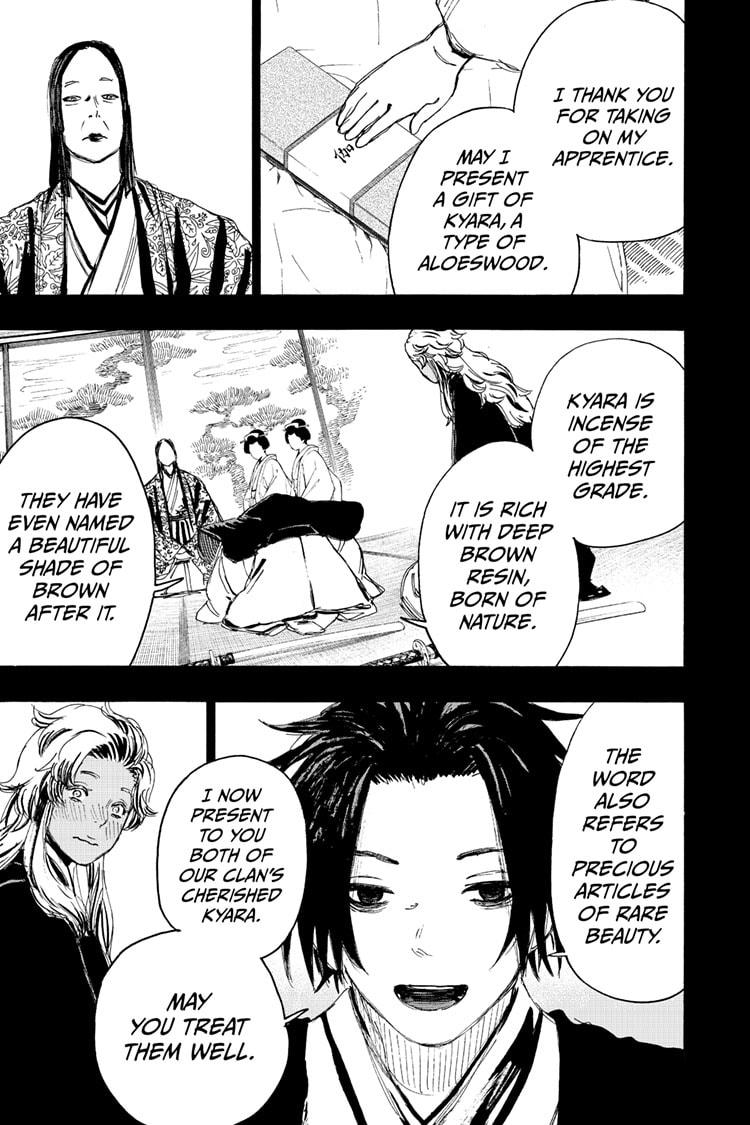 I THANK YOU
FOR TAKING
ON MY
APPRENTICE.
MAY I
PRESENT
A GIFT OF
KYARA, A
TYPE OF
ALOESWOOD.
KYARA IS
INCENSE
OF THE
HIGHEST
GRADE.
IT IS RICH
WITH DEEP
BROWN
RESIN,
BORN OF
NATURE.
THEY HAVE
EVEN NAMED
A BEAUTIFUL
SHADE OF
BROWN
AFTER IT.
THE
WORD
ALSO
REFERS
TO
PRECIOUS
ARTICLES
OF RARE
BEAUTY.
I NOW
PRESENT
TO YOU
BOTH OF
OUR CLAN'S
CHERISHED
KYARA.
MAY
YOU TREAT
THEM WELL.